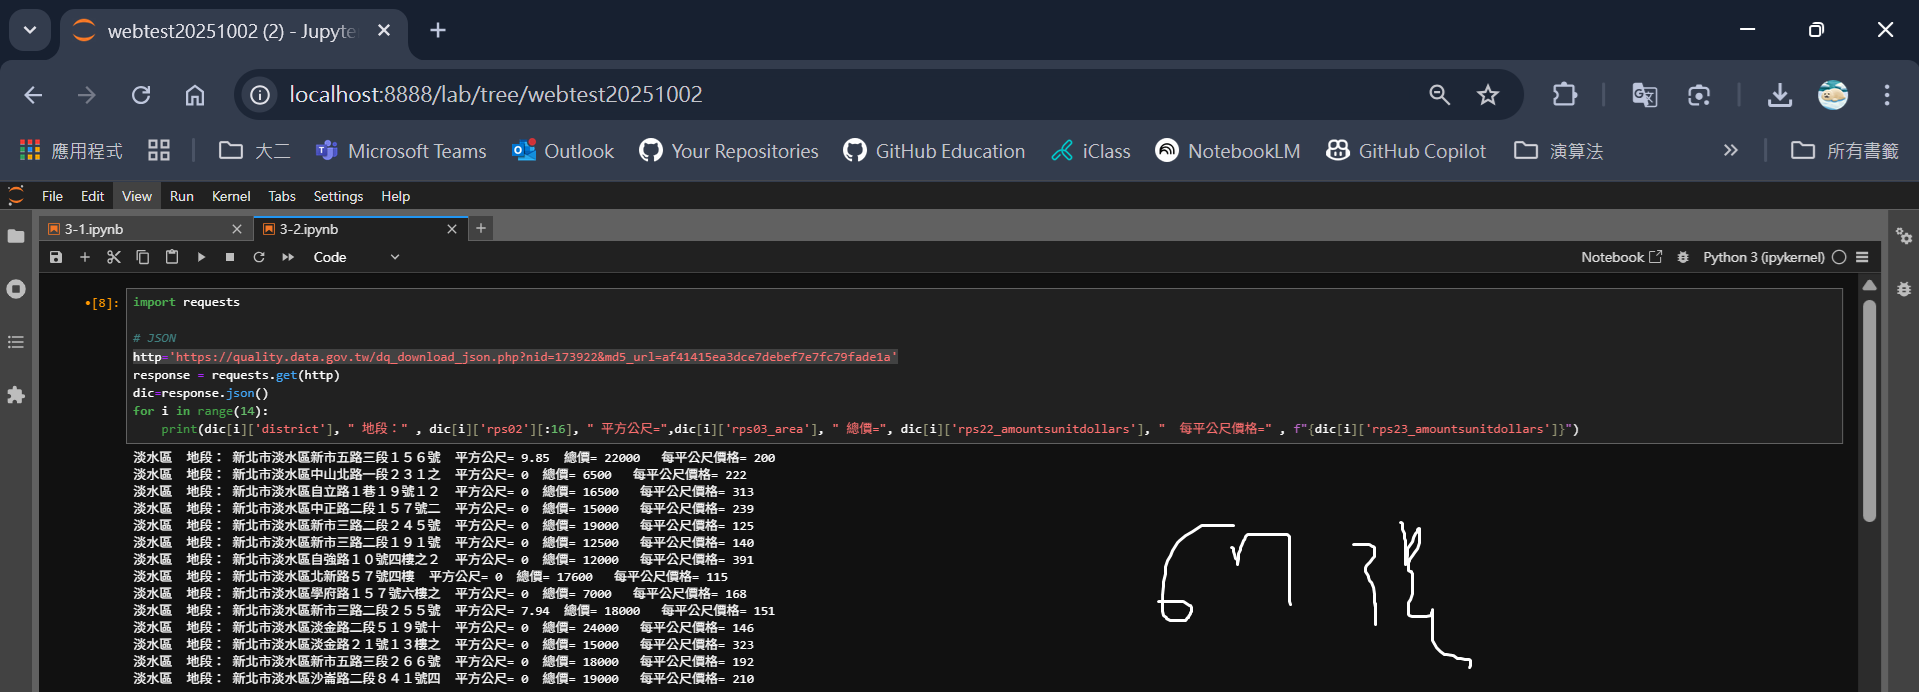 webtest20251002 (2) - Jupyte
localhost:8888/lab/tree/webtest20251002
應用程式 大二 Microsoft Teams Outlook Your Repositories GitHub Education iClass NotebookLM GitHub Copilot 演算法 » 所有書籤
File Edit View Run Kernel Tabs Settings Help
3-1.ipynb 3-2.ipynb
Code Notebook Python 3 (ipykernel)
[8]: import requests
# JSON
http='https://quality.data.gov.tw/dq_download_json.php?nid=173922&md5_url=af41415ea3dce7debef7e7fc79fade1a'
response = requests.get(http)
dic=response.json()
for i in range(14):
    print(dic[i]['district'], " 地段：" , dic[i]['rps02'][:16], " 平方公尺=",dic[i]['rps03_area'], " 總價=", dic[i]['rps22_amountsunitdollars'], "  每平公尺價格=" , f"{dic[i]['rps23_amountsunitdollars']}")
淡水區  地段： 新北市淡水區新市五路三段１５６號  平方公尺= 9.85  總價= 22000   每平公尺價格= 200
淡水區  地段： 新北市淡水區中山北路一段２３１之  平方公尺= 0  總價= 6500   每平公尺價格= 222
淡水區  地段： 新北市淡水區自立路１巷１９號１２  平方公尺= 0  總價= 16500   每平公尺價格= 313
淡水區  地段： 新北市淡水區中正路二段１５７號二  平方公尺= 0  總價= 15000   每平公尺價格= 239
淡水區  地段： 新北市淡水區新市三路二段２４５號  平方公尺= 0  總價= 19000   每平公尺價格= 125
淡水區  地段： 新北市淡水區新市三路二段１９１號  平方公尺= 0  總價= 12500   每平公尺價格= 140
淡水區  地段： 新北市淡水區自強路１０號四樓之２  平方公尺= 0  總價= 12000   每平公尺價格= 391
淡水區  地段： 新北市淡水區北新路５７號四樓  平方公尺= 0  總價= 17600   每平公尺價格= 115
淡水區  地段： 新北市淡水區學府路１５７號六樓之  平方公尺= 0  總價= 7000   每平公尺價格= 168
淡水區  地段： 新北市淡水區新市三路二段２５５號  平方公尺= 7.94  總價= 18000   每平公尺價格= 151
淡水區  地段： 新北市淡水區淡金路二段５１９號十  平方公尺= 0  總價= 24000   每平公尺價格= 146
淡水區  地段： 新北市淡水區淡金路２１號１３樓之  平方公尺= 0  總價= 15000   每平公尺價格= 323
淡水區  地段： 新北市淡水區新市五路三段２６６號  平方公尺= 0  總價= 18000   每平公尺價格= 192
淡水區  地段： 新北市淡水區沙崙路二段８４１號四  平方公尺= 0  總價= 19000   每平公尺價格= 210